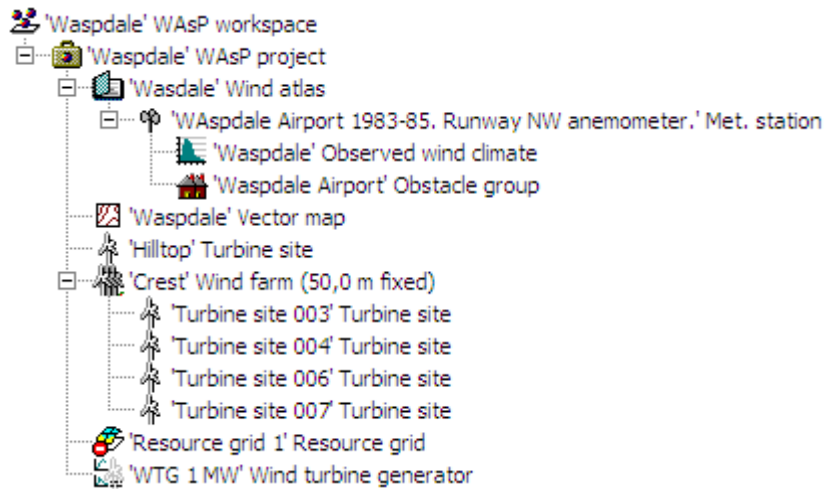 'Waspdale' WAsP workspace
'Waspdale' WAsP project
'Wasdale' Wind atlas
'WAspdale Airport 1983-85. Runway NW anemometer.' Met. station
'Waspdale' Observed wind climate
'Waspdale Airport' Obstacle group
'Waspdale' Vector map
'Hilltop' Turbine site
'Crest' Wind farm (50,0 m fixed)
'Turbine site 003' Turbine site
'Turbine site 004' Turbine site
'Turbine site 006' Turbine site
'Turbine site 007' Turbine site
'Resource grid 1' Resource grid
'WTG 1 MW' Wind turbine generator